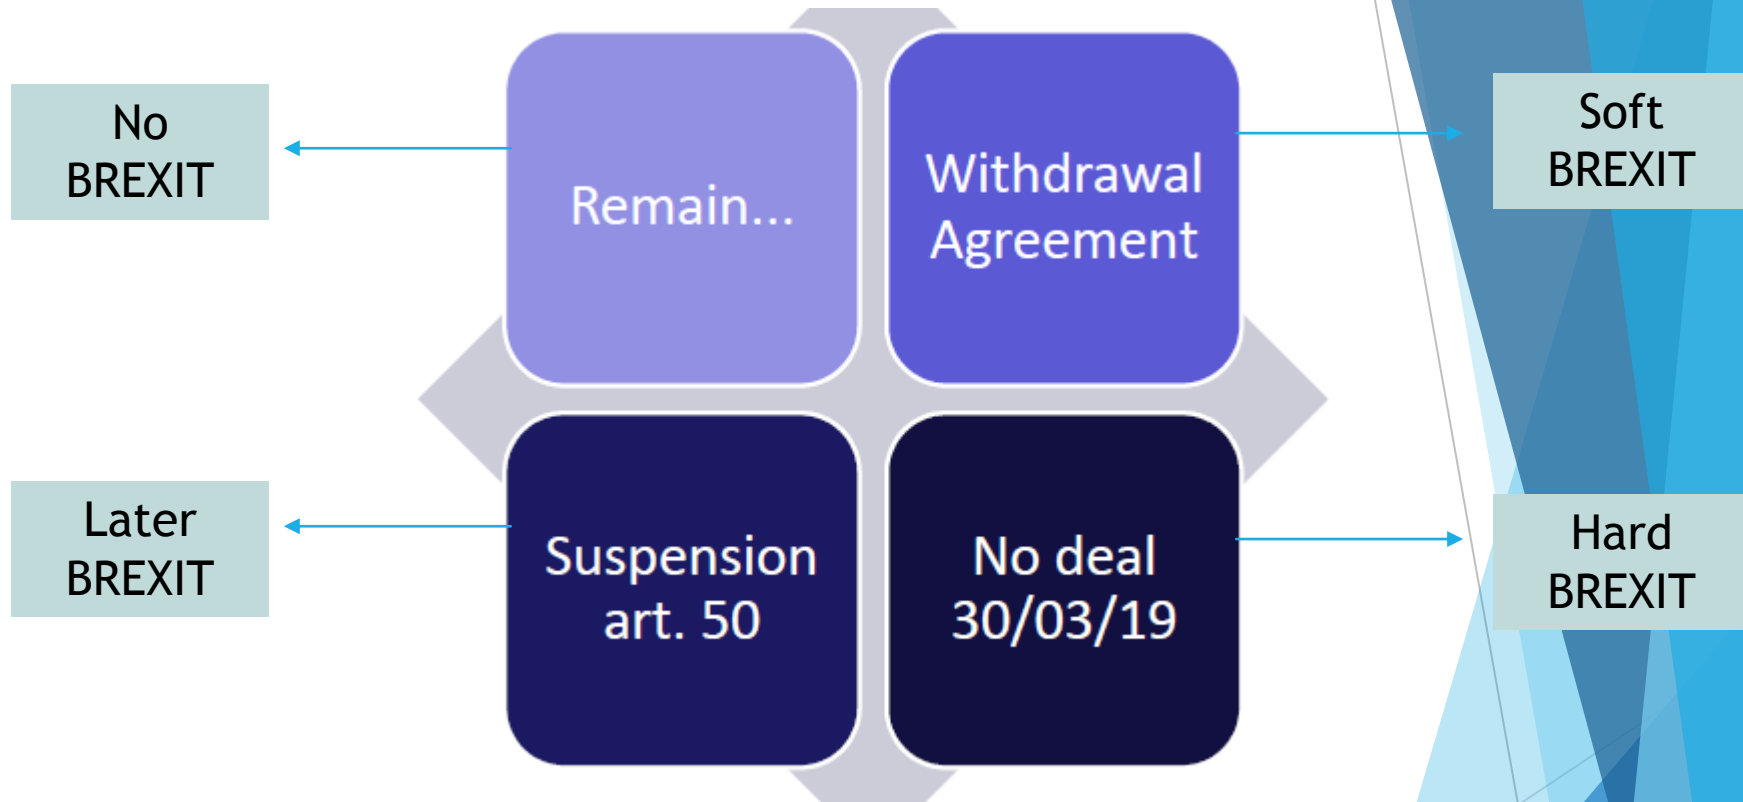 No
BREXIT
Remain...
Withdrawal
Agreement
Soft
BREXIT
Later
BREXIT
Suspension
art. 50
No deal
30/03/19
Hard
BREXIT